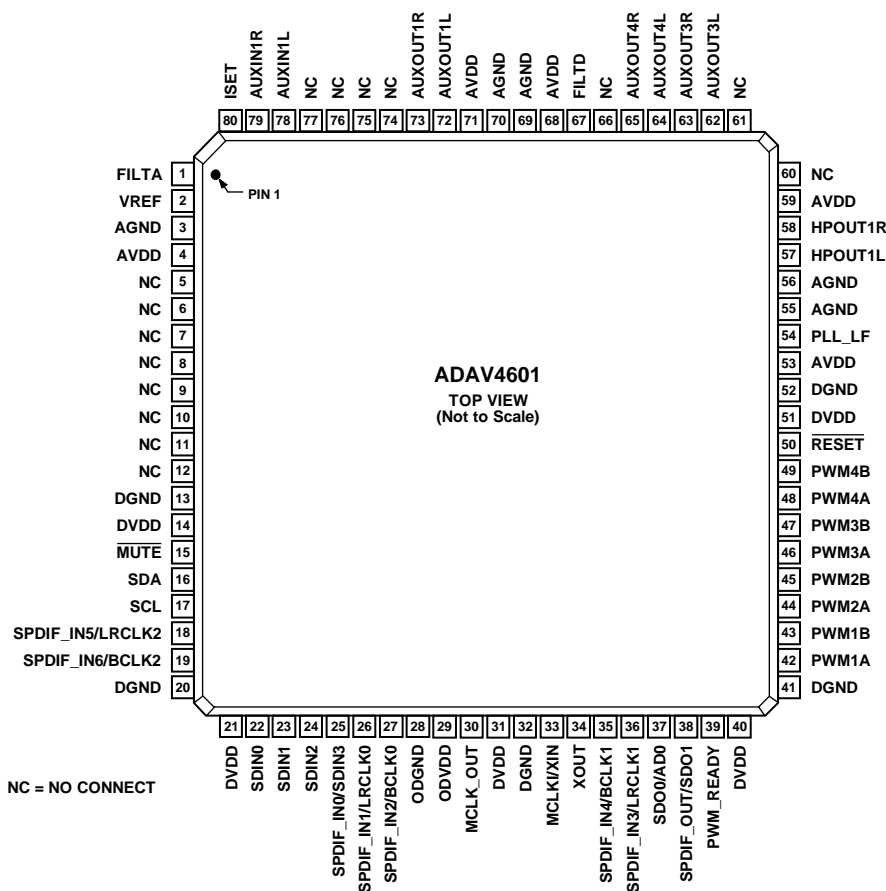 ISET
AUXIN1R
AUXIN1L
NC
NC
NC
NC
AUXOUT1R
AUXOUT1L
AVDD
AGND
AGND
AVDD
FILTD
NC
AUXOUT4R
AUXOUT4L
AUXOUT3R
AUXOUT3L
NC
80 79 78 77 76 75 74 73 72 71 70 69 68 67 66 65 64 63 62 61
FILTA 1
VREF 2
AGND 3
AVDD 4
NC 5
NC 6
NC 7
NC 8
NC 9
NC 10
NC 11
NC 12
DGND 13
DVDD 14
MUTE 15
SDA 16
SCL 17
SPDIF_IN5/LRCLK2 18
SPDIF_IN6/BCLK2 19
DGND 20
PIN 1
ADAV4601
TOP VIEW
(Not to Scale)
60 NC
59 AVDD
58 HPOUT1R
57 HPOUT1L
56 AGND
55 AGND
54 PLL_LF
53 AVDD
52 DGND
51 DVDD
50 RESET
49 PWM4B
48 PWM4A
47 PWM3B
46 PWM3A
45 PWM2B
44 PWM2A
43 PWM1B
42 PWM1A
41 DGND
21 22 23 24 25 26 27 28 29 30 31 32 33 34 35 36 37 38 39 40
DVDD
SDIN0
SDIN1
SDIN2
SPDIF_IN0/SDIN3
SPDIF_IN1/LRCLK0
SPDIF_IN2/BCLK0
ODGND
ODVDD
MCLK_OUT
DVDD
DGND
MCLKI/XIN
XOUT
SPDIF_IN4/BCLK1
SPDIF_IN3/LRCLK1
SDO0/AD0
SPDIF_OUT/SDO1
PWM_READY
DVDD
NC = NO CONNECT